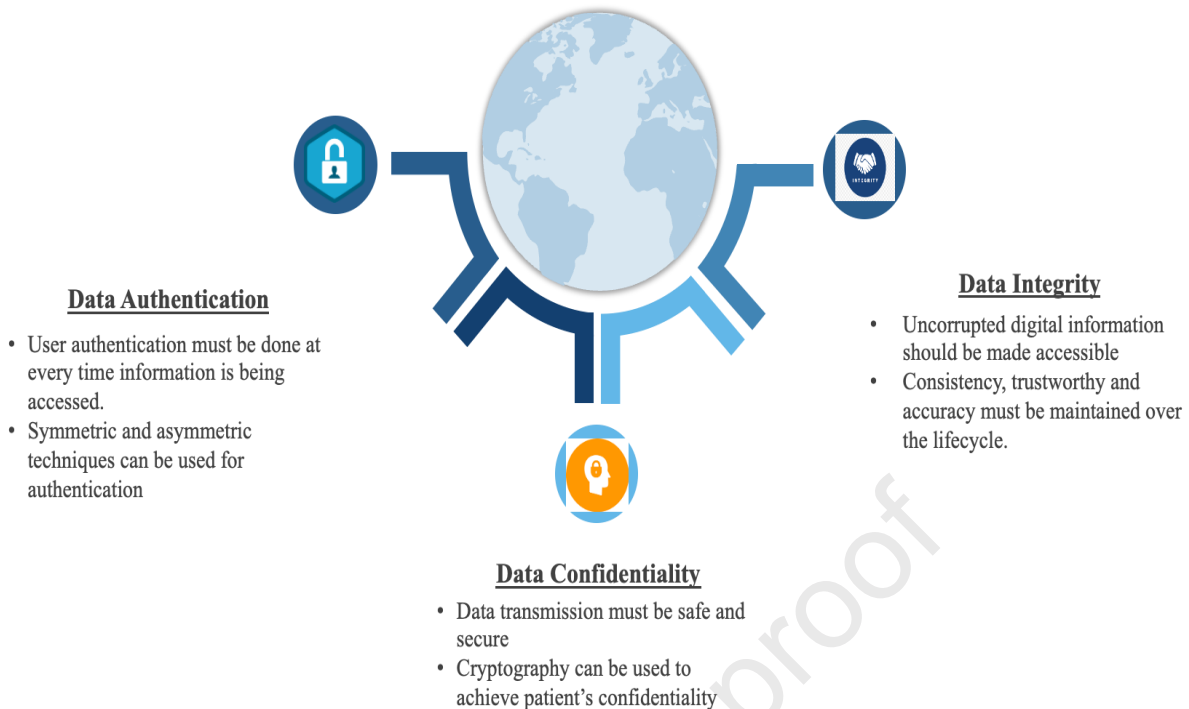 INTEGRITY
Data Authentication
• User authentication must be done at
every time information is being
accessed.
• Symmetric and asymmetric
techniques can be used for
authentication
Data Integrity
• Uncorrupted digital information
should be made accessible
• Consistency, trustworthy and
accuracy must be maintained over
the lifecycle.
Data Confidentiality
• Data transmission must be safe and
secure
• Cryptography can be used to
achieve patient’s confidentiality
proof